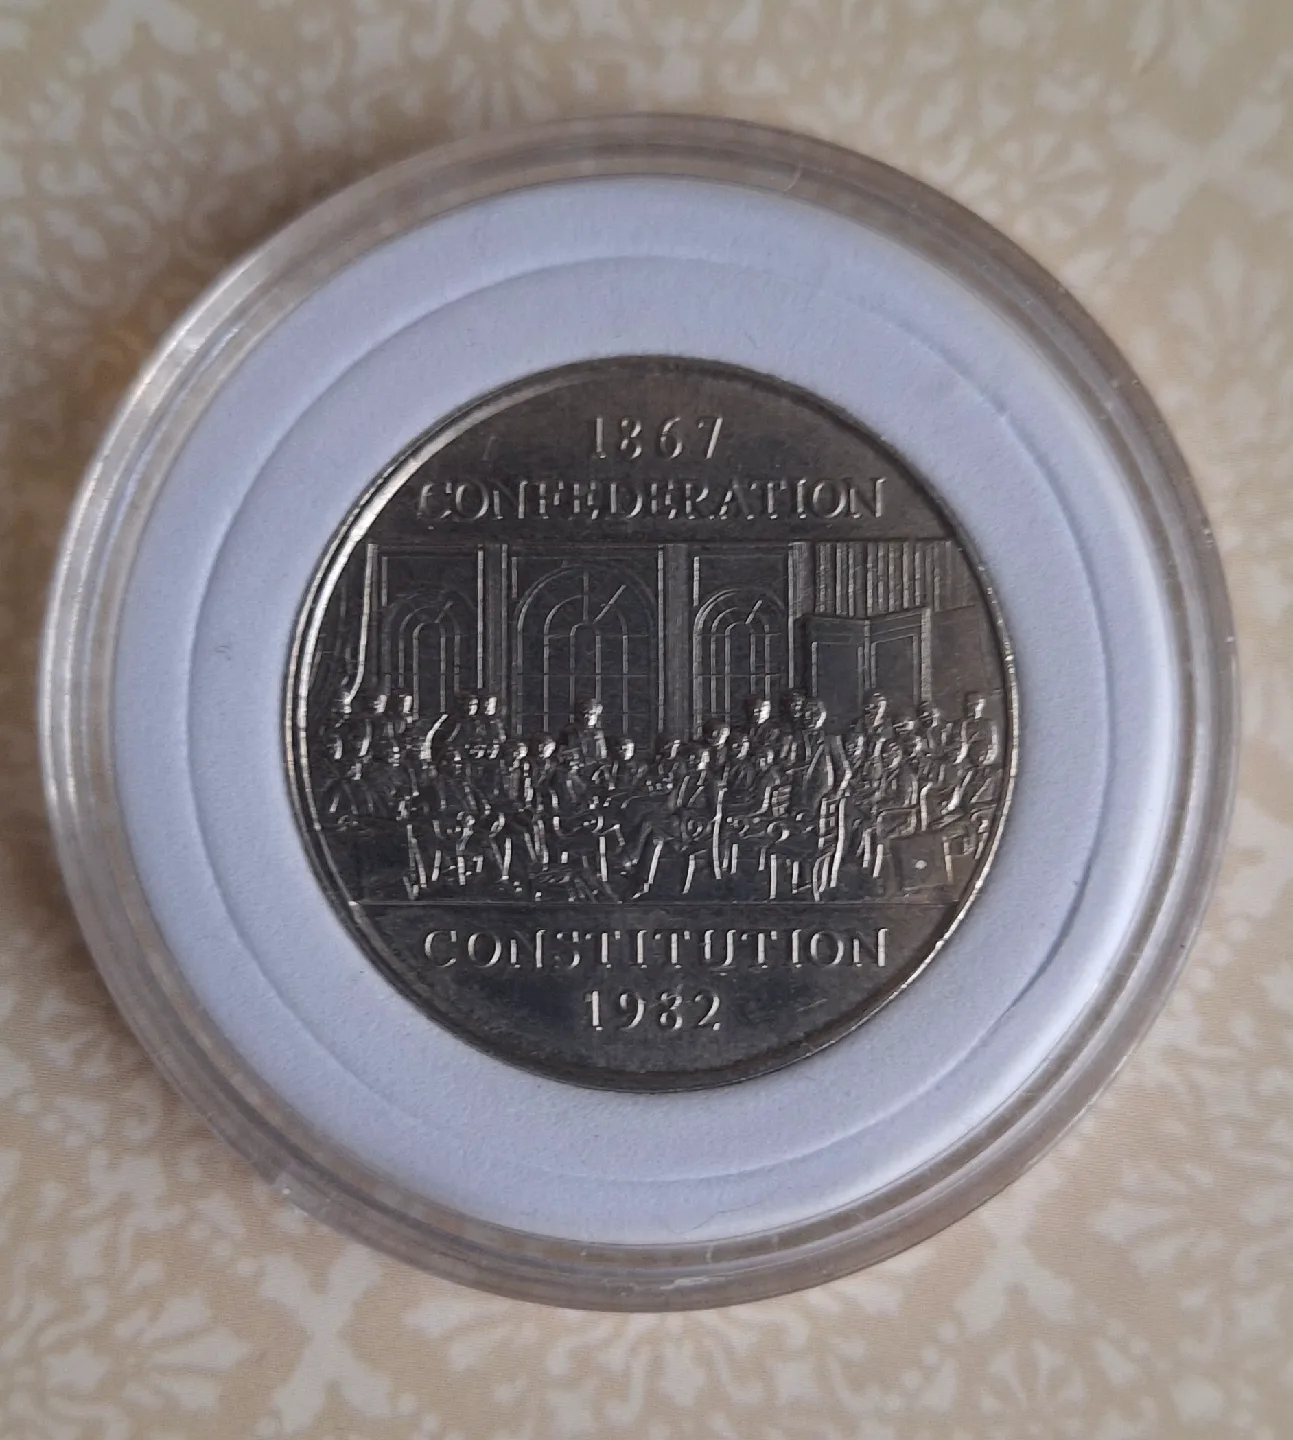 1867
CONFEDERATION
CONSTITUTION
1982